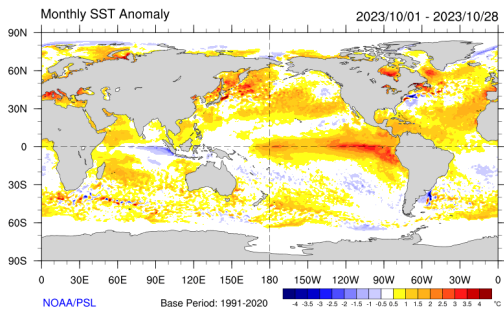 Monthly SST Anomaly 2023/10/01 - 2023/10/28
90N
60N
30N
0
30S
60S
90S
0 30E 60E 90E 120E 150E 180 150W 120W 90W 60W 30W 0
NOAA/PSL Base Period: 1991-2020
-4 -3.5 -3 -2.5 -2 -1.5 -1 -0.5 0.5 1 1.5 2 2.5 3 3.5 4 °C